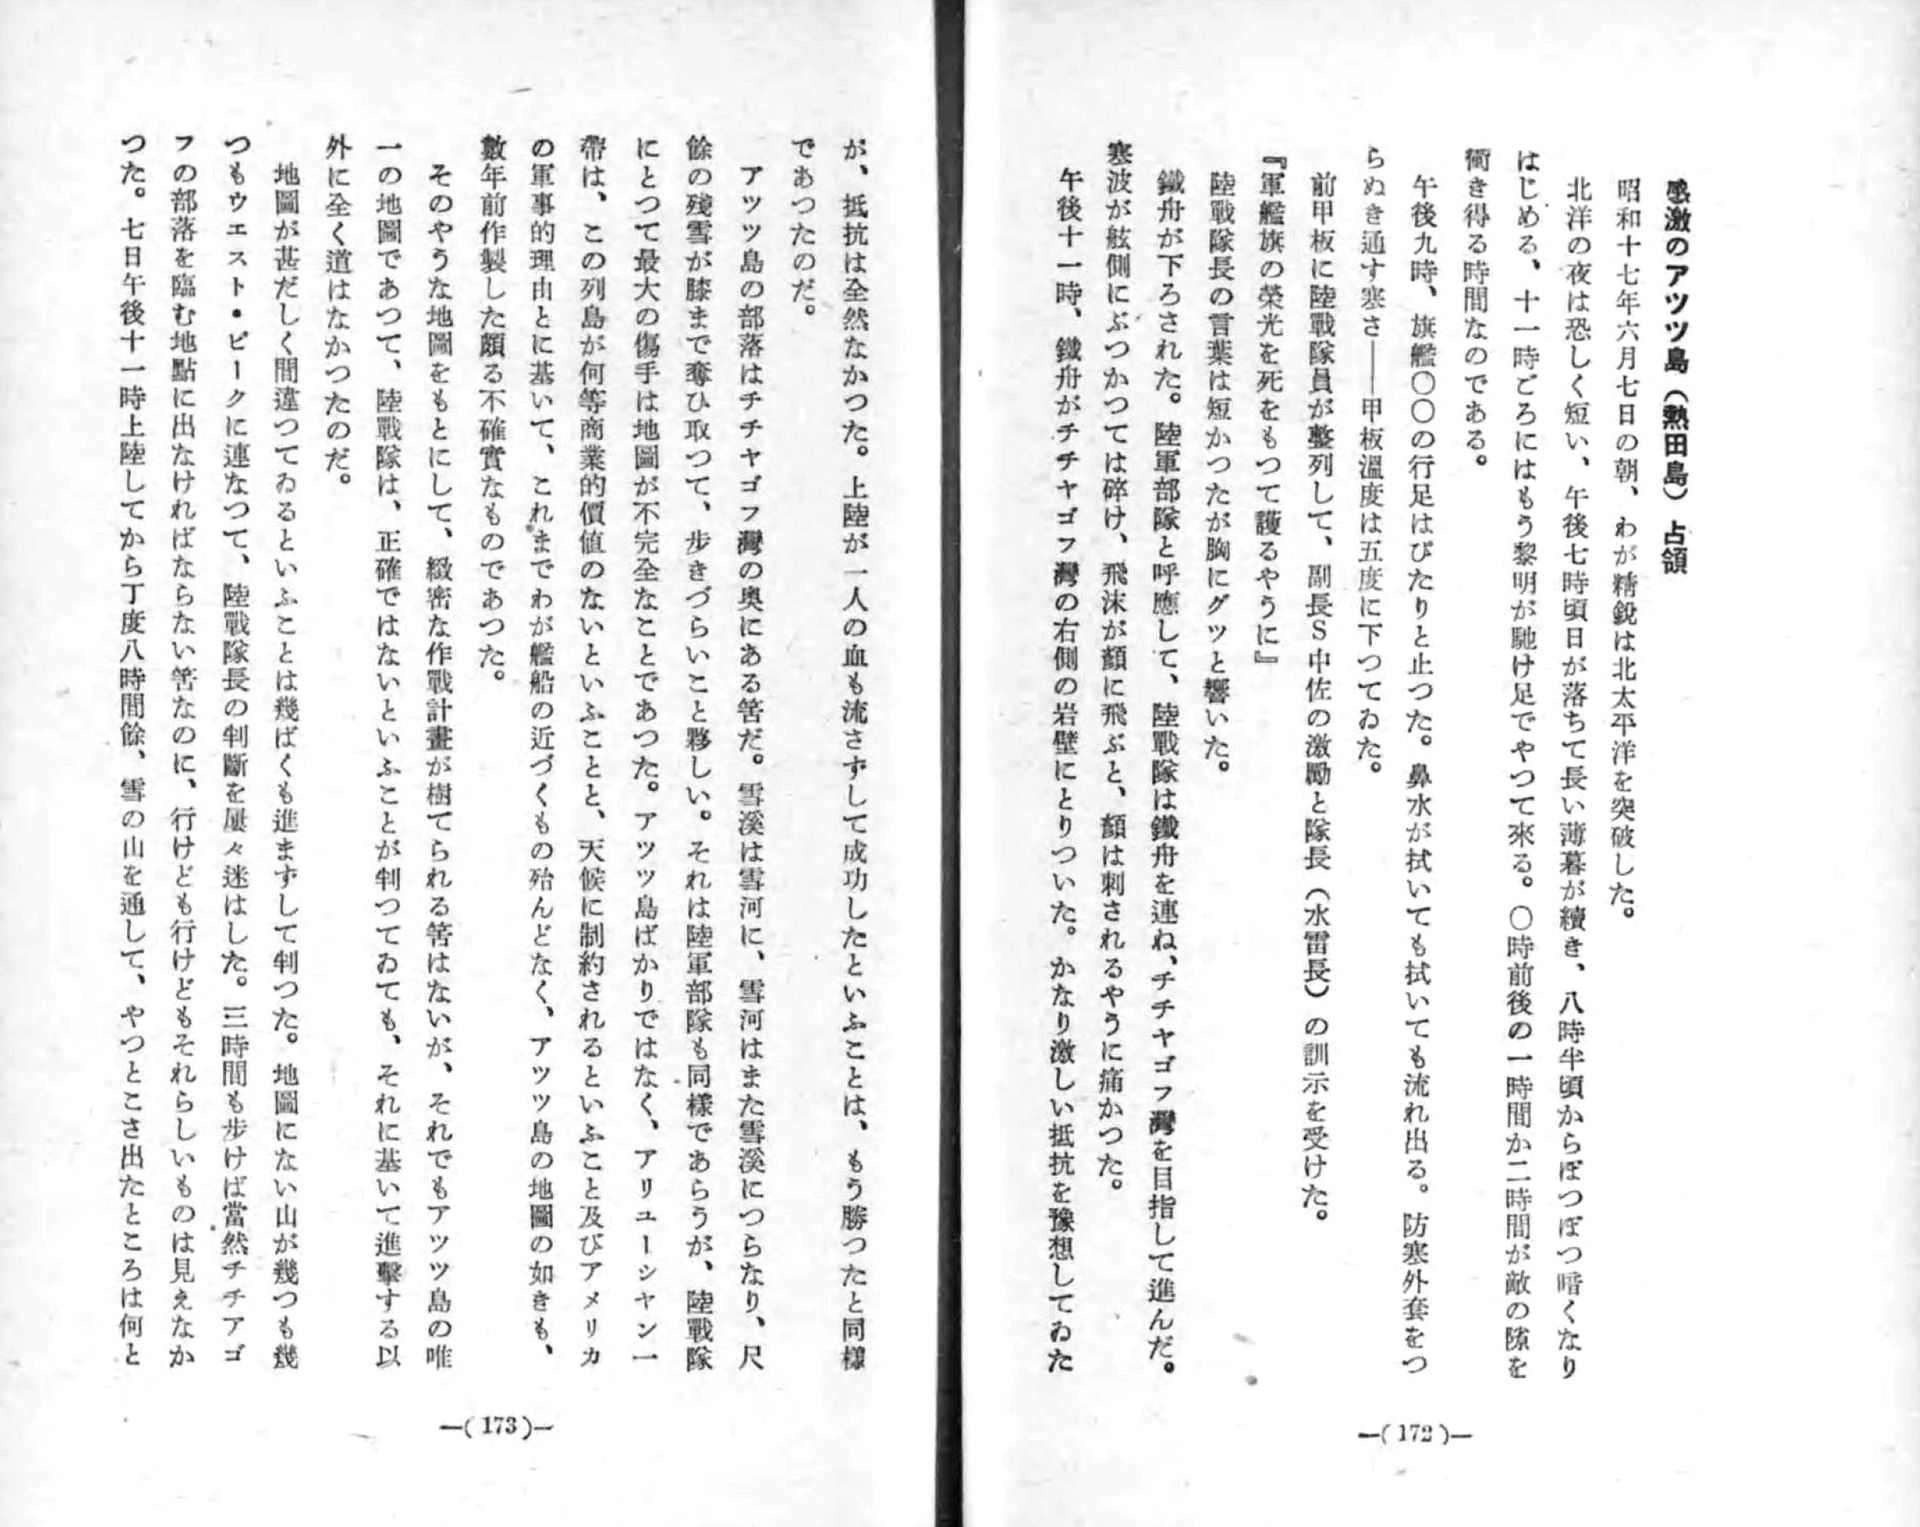 感激のアツツ島(熱田島)占領
昭和十七年六月七日の朝、わが精鋭は北太平洋を突破した。
北洋の夜は恐しく短い、午後七時頃日が落ちて長い薄暮が續き、八時半頃からぽつぽつ暗くなり
はじめる、十一時ごろにはもう黎明が馳け足でやつて來る。〇時前後の一時間か二時間が敵の隙を
衝き得る時間なのである。
午後九時、旗艦〇〇の行足はぴたりと止つた。鼻水が拭いても拭いても流れ出る。防寒外套をつ
らぬき通す寒さ――甲板溫度は五度に下つてゐた。
前甲板に陸戰隊員が整列して、副長S中佐の激勵と隊長(水雷長)の訓示を受けた。
『軍艦旗の榮光を死をもつて護るやうに』
陸戰隊長の言葉は短かつたが胸にグツと響いた。
鐵舟が下ろされた。陸軍部隊と呼應して、陸戰隊は鐵舟を連ね、チチヤゴフ灣を目指して進んだ。
寒波が舷側にぶつかつては碎け、飛沫が顏に飛ぶと、顏は刺されるやうに痛かつた。
午後十一時、鐵舟がチチヤゴフ灣の右側の岩壁にとりついた。かなり激しい抵抗を豫想してゐた
―(172)―
が、抵抗は全然なかつた。上陸が一人の血も流さずして成功したといふことは、もう勝つたと同様
であつたのだ。
アツツ島の部落はチチヤゴフ灣の奥にある筈だ。雪溪は雪河に、雪河はまた雪溪につらなり、尺
餘の残雪が膝まで奪ひ取つて、歩きづらいこと夥しい。それは陸軍部隊も同様であらうが、陸戰隊
にとつて最大の傷手は地圖が不完全なことであつた。アツツ島ばかりではなく、アリユーシヤン一
帶は、この列島が何等商業的價値のないといふことと、天候に制約されるといふこと及びアメリカ
の軍事的理由とに基いて、これまでわが艦船の近づくもの殆んどなく、アツツ島の地圖の如きも、
數年前作製した頗る不確實なものであつた。
そのやうな地圖をもとにして、緻密な作戰計畫が樹てられる筈はないが、それでもアツツ島の唯
一の地圖であつて、陸戰隊は、正確ではないといふことが判つてゐても、それに基いて進擊する以
外に全く道はなかつたのだ。
地圖が甚だしく間違つてゐるといふことは幾ばくも進まずして判つた。地圖にない山が幾つも幾
つもウエスト・ピークに連なつて、陸戰隊長の判斷を屢々迷はした。三時間も歩けば當然チチアゴ
フの部落を臨む地點に出なければならない筈なのに、行けども行けどもそれらしいものは見えなか
つた。七日午後十一時上陸してから丁度八時間餘、雪の山を通して、やつとこさ出たところは何と
―(173)―